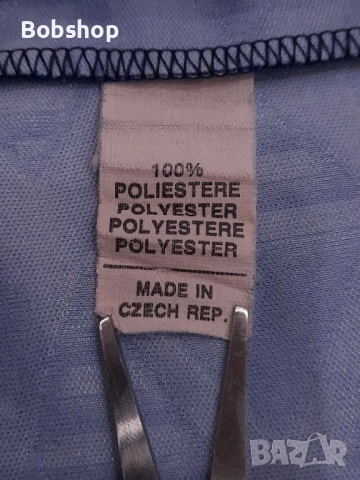 Bobshop
100%
POLIESTERE
POLYESTER
POLYESTERE
POLYESTER
MADE IN
CZECH REP.
BAZAR